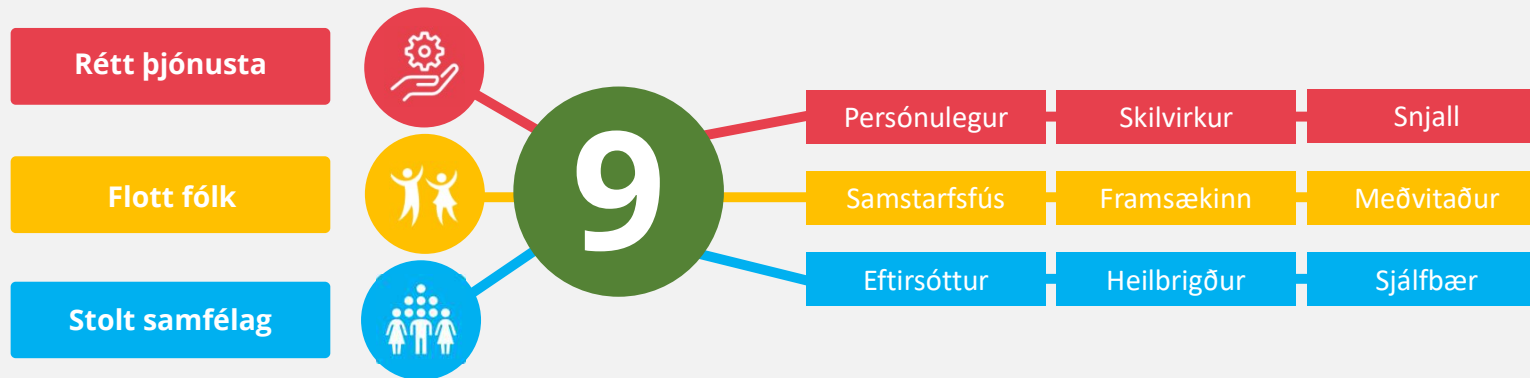 Rétt þjónusta
Flott fólk
Stolt samfélag
9
Persónulegur
Skilvirkur
Snjall
Samstarfsfús
Framsækinn
Meðvitaður
Eftirsóttur
Heilbrigður
Sjálfbær